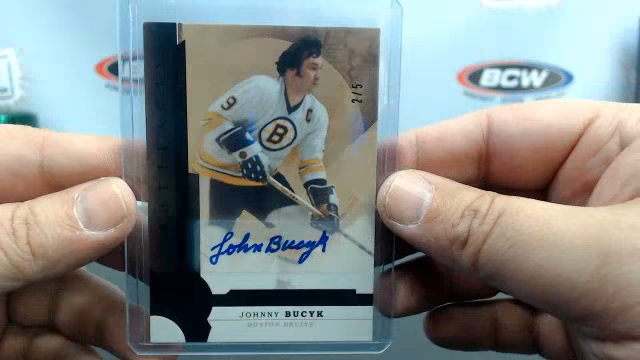 BCW
2/5
9
C
B
John Bucyk
JOHNNY BUCYK
BOSTON BRUINS